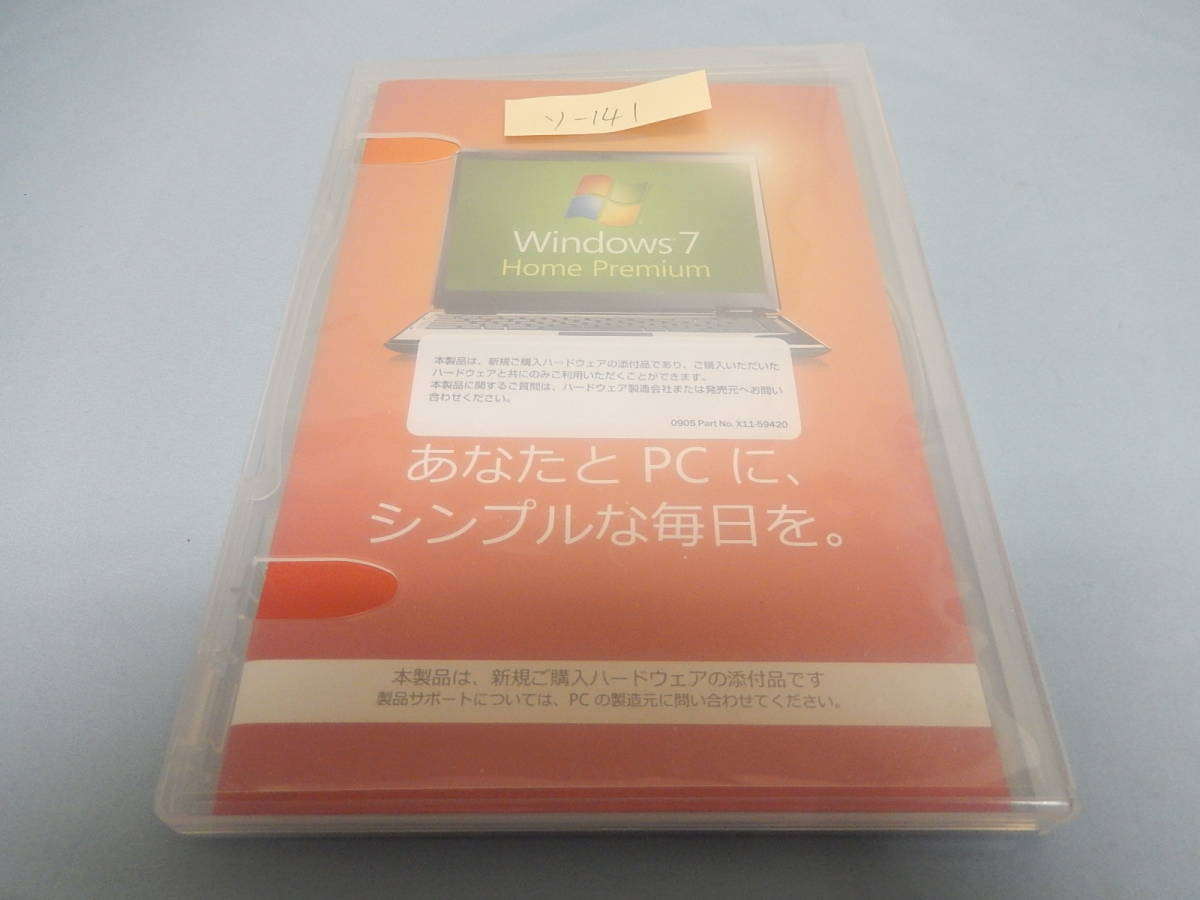 ソ-141
Windows 7
Home Premium
本製品は、新規ご購入ハードウェアの添付品であり、ご購入いただいた
ハードウェアと共にのみご利用いただくことができます。
本製品に関するご質問は、ハードウェア製造会社または発売元へお問い
合わせください。
0905 Part No. X11-59420
あなたと PC に、
シンプルな毎日を。
本製品は、新規ご購入ハードウェアの添付品です
製品サポートについては、PC の製造元に問い合わせてください。